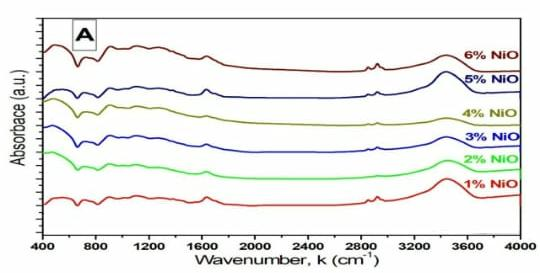 A
6% NiO
5% NiO
4% NiO
3% NiO
2% NiO
1% NiO
Absorbace (a.u.)
400 800 1200 1600 2000 2400 2800 3200 3600 4000
Wavenumber, k (cm⁻¹)